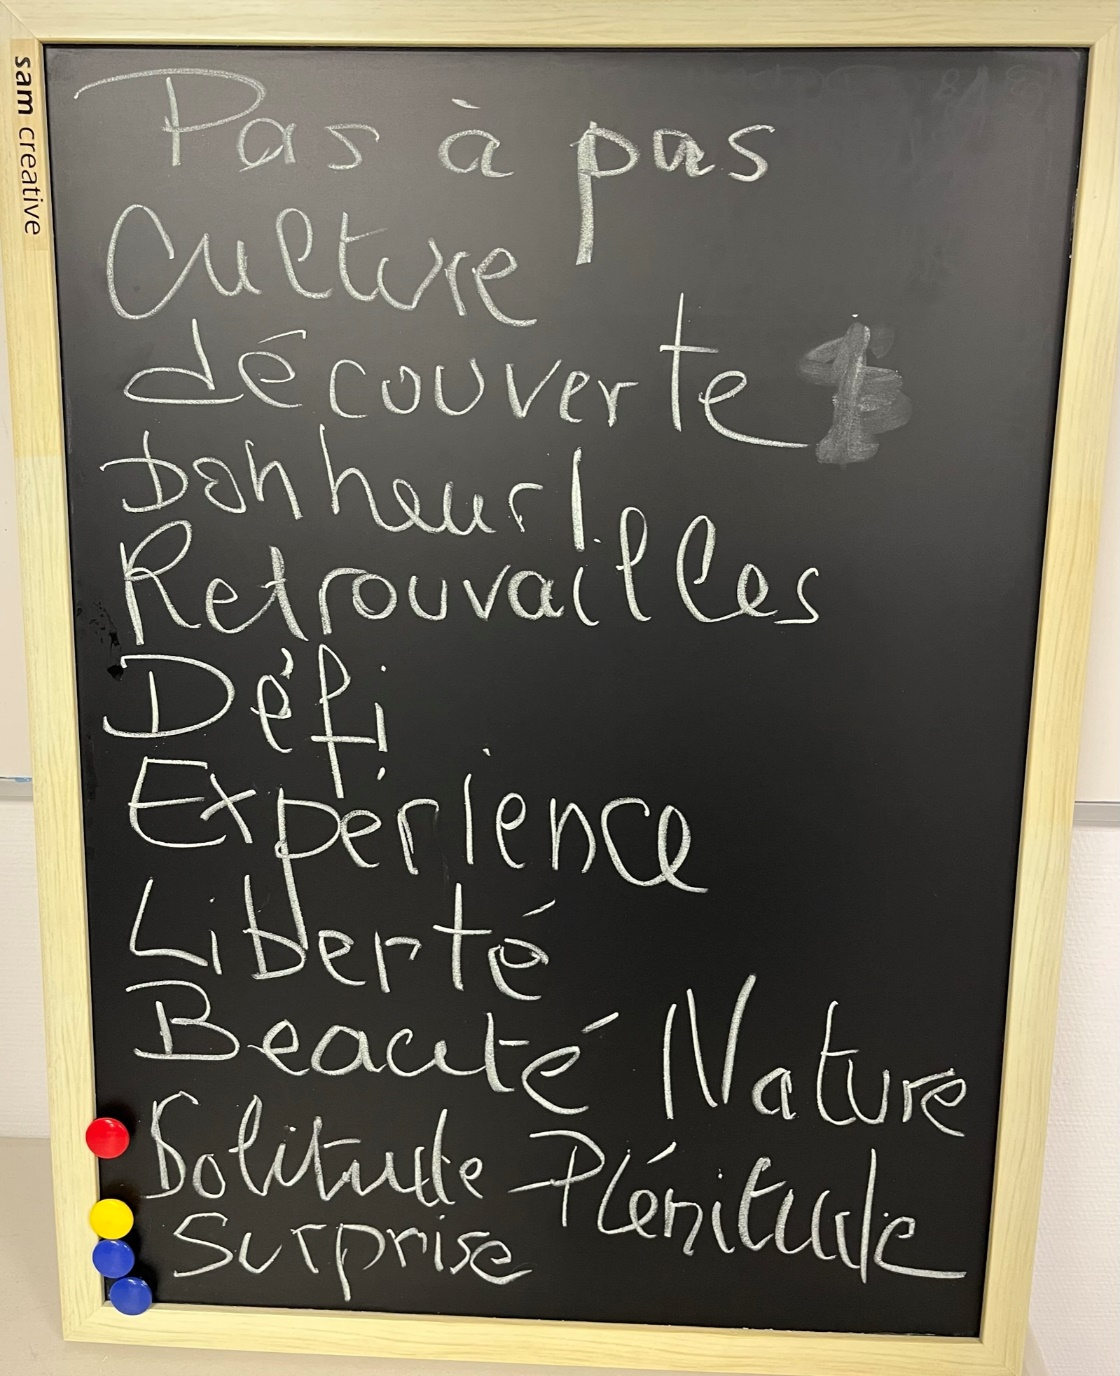 sam creative
Pas à pas
Culture
découverte
Bonheur!
Retrouvailles
Défi
Expérience
Liberté
Beauté Nature
Solitude Plénitude
Surprise